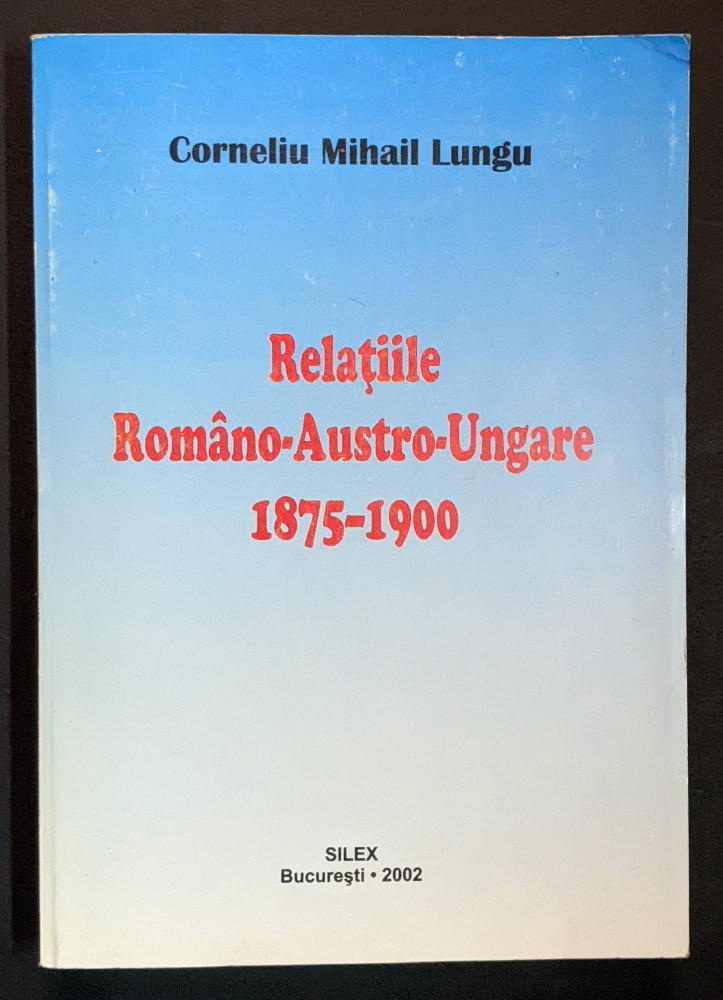 Corneliu Mihail Lungu
Relaţiile
Româno-Austro-Ungare
1875-1900
SILEX
Bucureşti • 2002